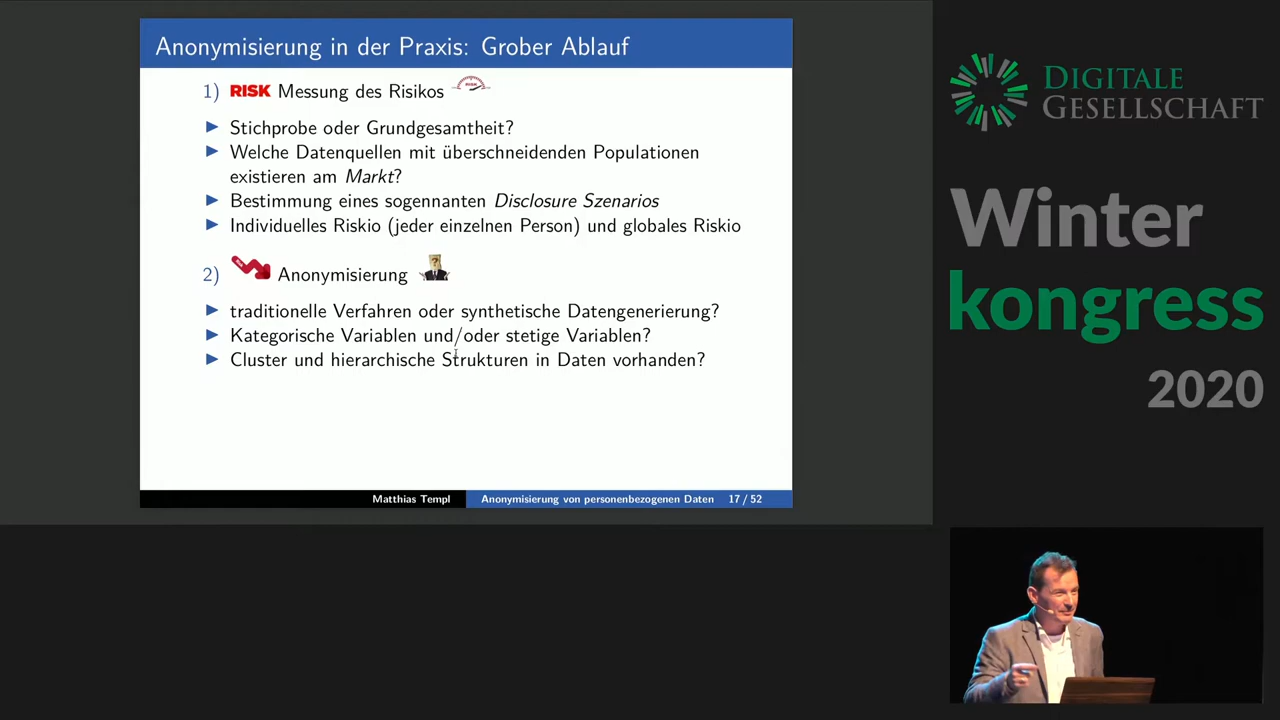 Anonymisierung in der Praxis: Grober Ablauf
1) RISK Messung des Risikos
Stichprobe oder Grundgesamtheit?
Welche Datenquellen mit überschneidenden Populationen
existieren am Markt?
Bestimmung eines sogennanten Disclosure Szenarios
Individuelles Riskio (jeder einzelnen Person) und globales Riskio
2) Anonymisierung
traditionelle Verfahren oder synthetische Datengenerierung?
Kategorische Variablen und/oder stetige Variablen?
Cluster und hierarchische Strukturen in Daten vorhanden?
Matthias Templ Anonymisierung von personenbezogenen Daten 17 / 52
DIGITALE
GESELLSCHAFT
Winter
kongress
2020